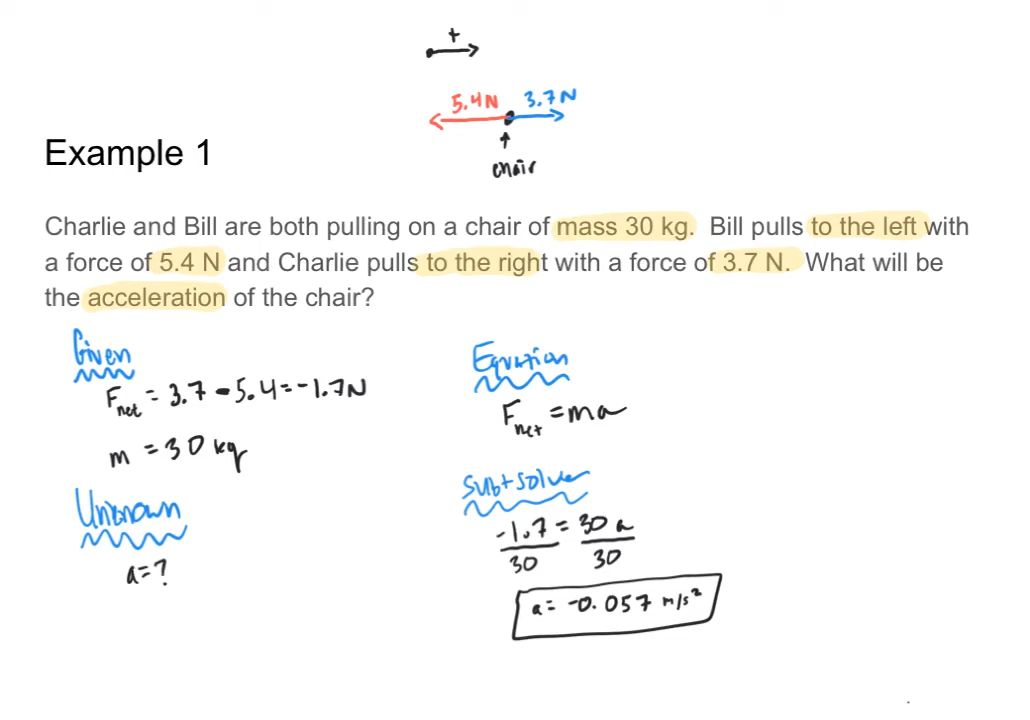 +
5.4N 3.7N
chair
Example 1
Charlie and Bill are both pulling on a chair of mass 30 kg. Bill pulls to the left with
a force of 5.4 N and Charlie pulls to the right with a force of 3.7 N. What will be
the acceleration of the chair?
Given
Fnet = 3.7 - 5.4 = -1.7N
m = 30 kg
Unknown
a = ?
Equation
Fnet = ma
Sub + Solve
-1.7 = 30 a
30 30
a = -0.057 m/s²